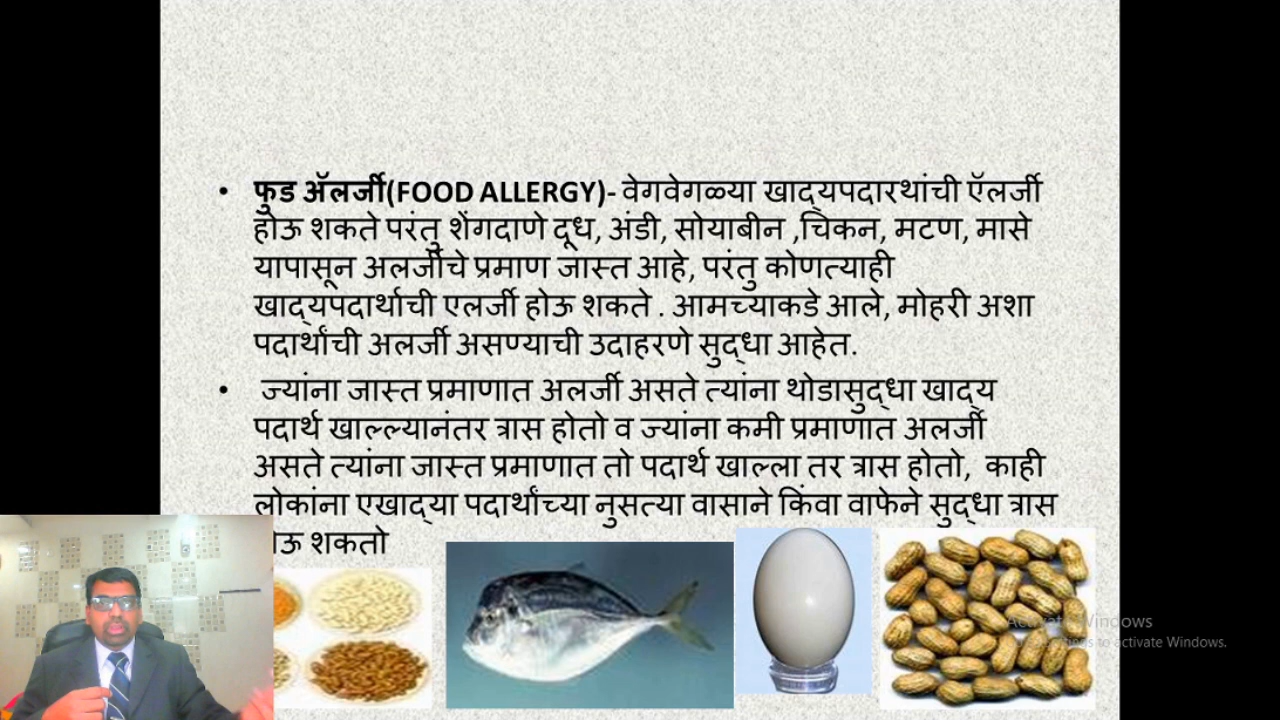 • फुड ॲलर्जी(FOOD ALLERGY)- वेगवेगळ्या खाद्यपदारथांची ऍलर्जी
होऊ शकते परंतु शेंगदाणे दूध, अंडी, सोयाबीन ,चिकन, मटण, मासे
यापासून अलर्जीचे प्रमाण जास्त आहे, परंतु कोणत्याही
खाद्यपदार्थाची एलर्जी होऊ शकते . आमच्याकडे आले, मोहरी अशा
पदार्थांची अलर्जी असण्याची उदाहरणे सुद्धा आहेत.
• ज्यांना जास्त प्रमाणात अलर्जी असते त्यांना थोडासुद्धा खाद्य
पदार्थ खाल्ल्यानंतर त्रास होतो व ज्यांना कमी प्रमाणात अलर्जी
असते त्यांना जास्त प्रमाणात तो पदार्थ खाल्ला तर त्रास होतो, काही
लोकांना एखाद्या पदार्थांच्या नुसत्या वासाने किंवा वाफेने सुद्धा त्रास
शकतो
Windows
to activate Windows.